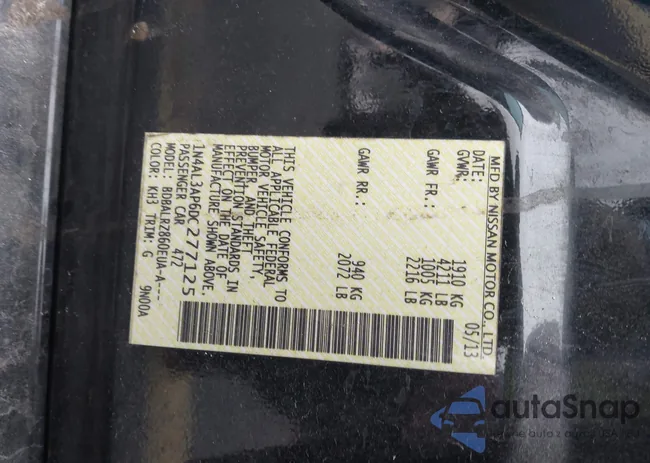 MFD BY NISSAN MOTOR CO., LTD.
DATE: 05/13
GVWR: 1910 KG
4211 LB
GAWR FR.: 1005 KG
2216 LB
GAWR RR.: 940 KG
2072 LB
THIS VEHICLE CONFORMS TO
ALL APPLICABLE FEDERAL
MOTOR VEHICLE SAFETY,
BUMPER, AND THEFT
PREVENTION STANDARDS IN
EFFECT ON THE DATE OF
MANUFACTURE SHOWN ABOVE.
1N4AL3AP6DC277125
PASSENGER CAR 472
MODEL: BDBALBZ860EUA-A---
COLOR: KH3 TRIM: G 9N00A
autaSnap
auta z